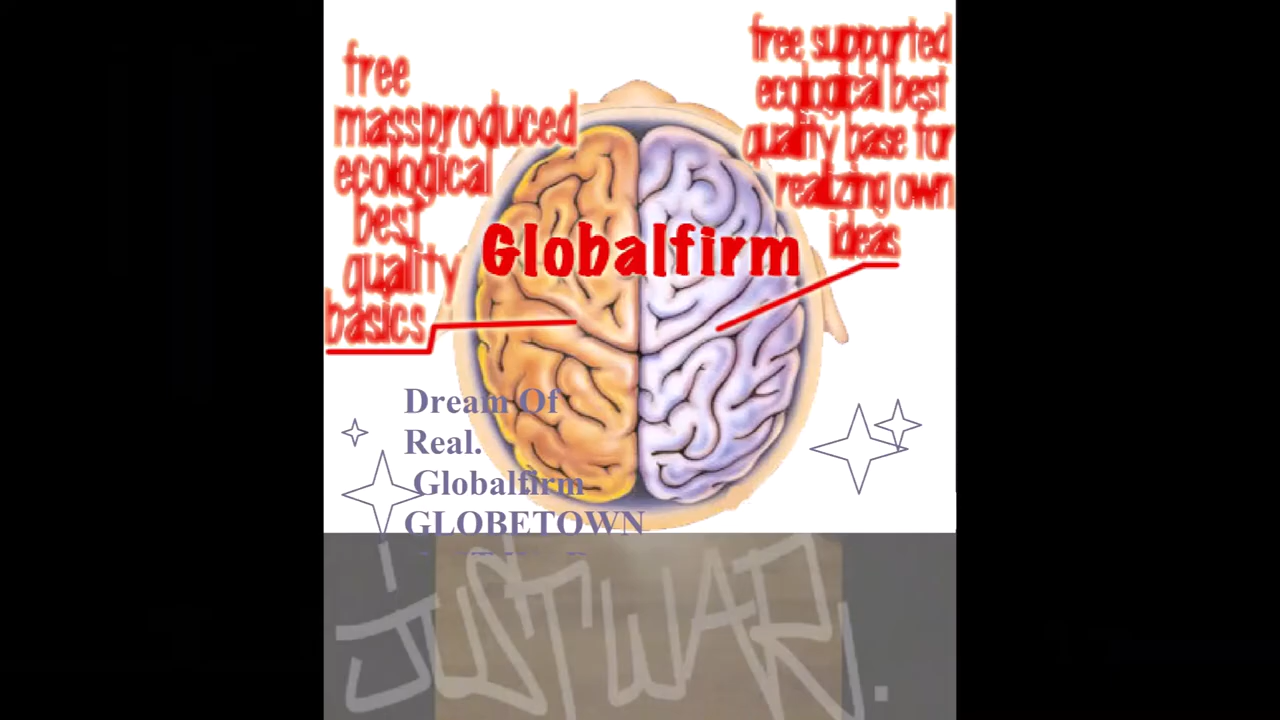 free
massproduced
ecological
best
quality
basics
free supported
ecological best
quality base for
realizing own
ideas
Globalfirm
Dream Of
Real.
Globalfirm
GLOBETOWN
JUSTWAR.